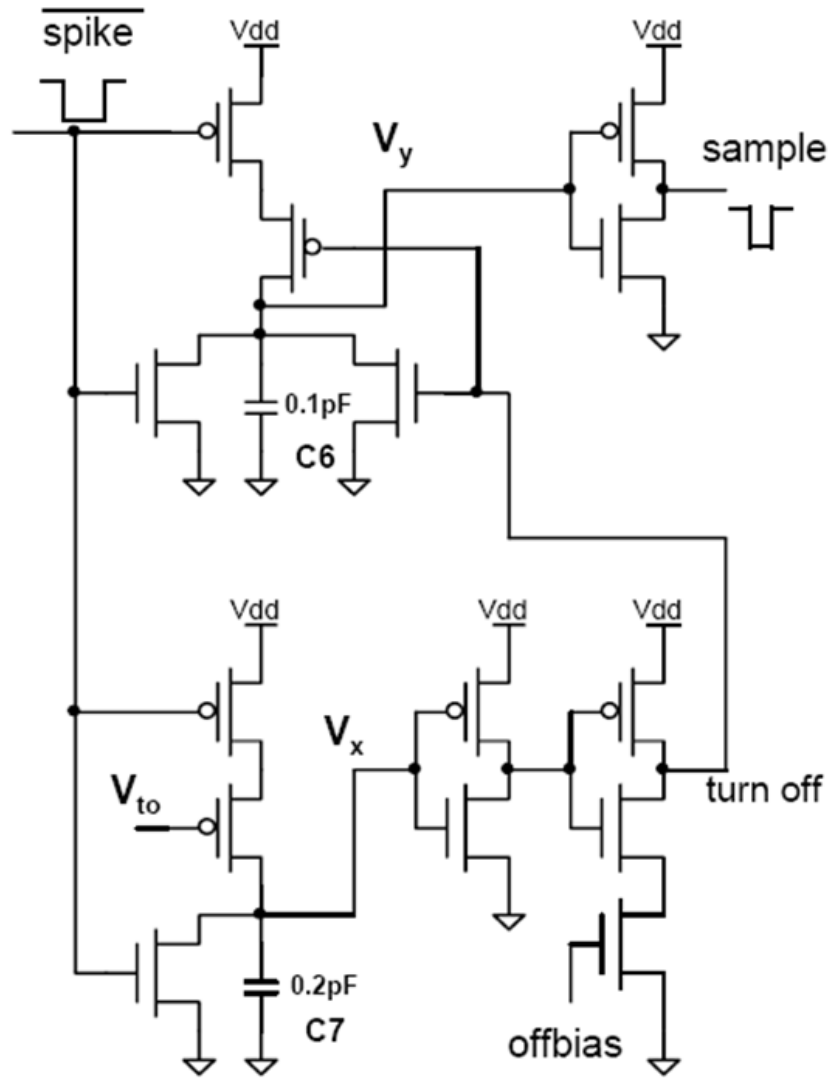 spike
Vdd
Vdd
Vy
sample
0.1pF
C6
Vdd
Vdd
Vdd
Vx
Vto
turn off
0.2pF
C7
offbias